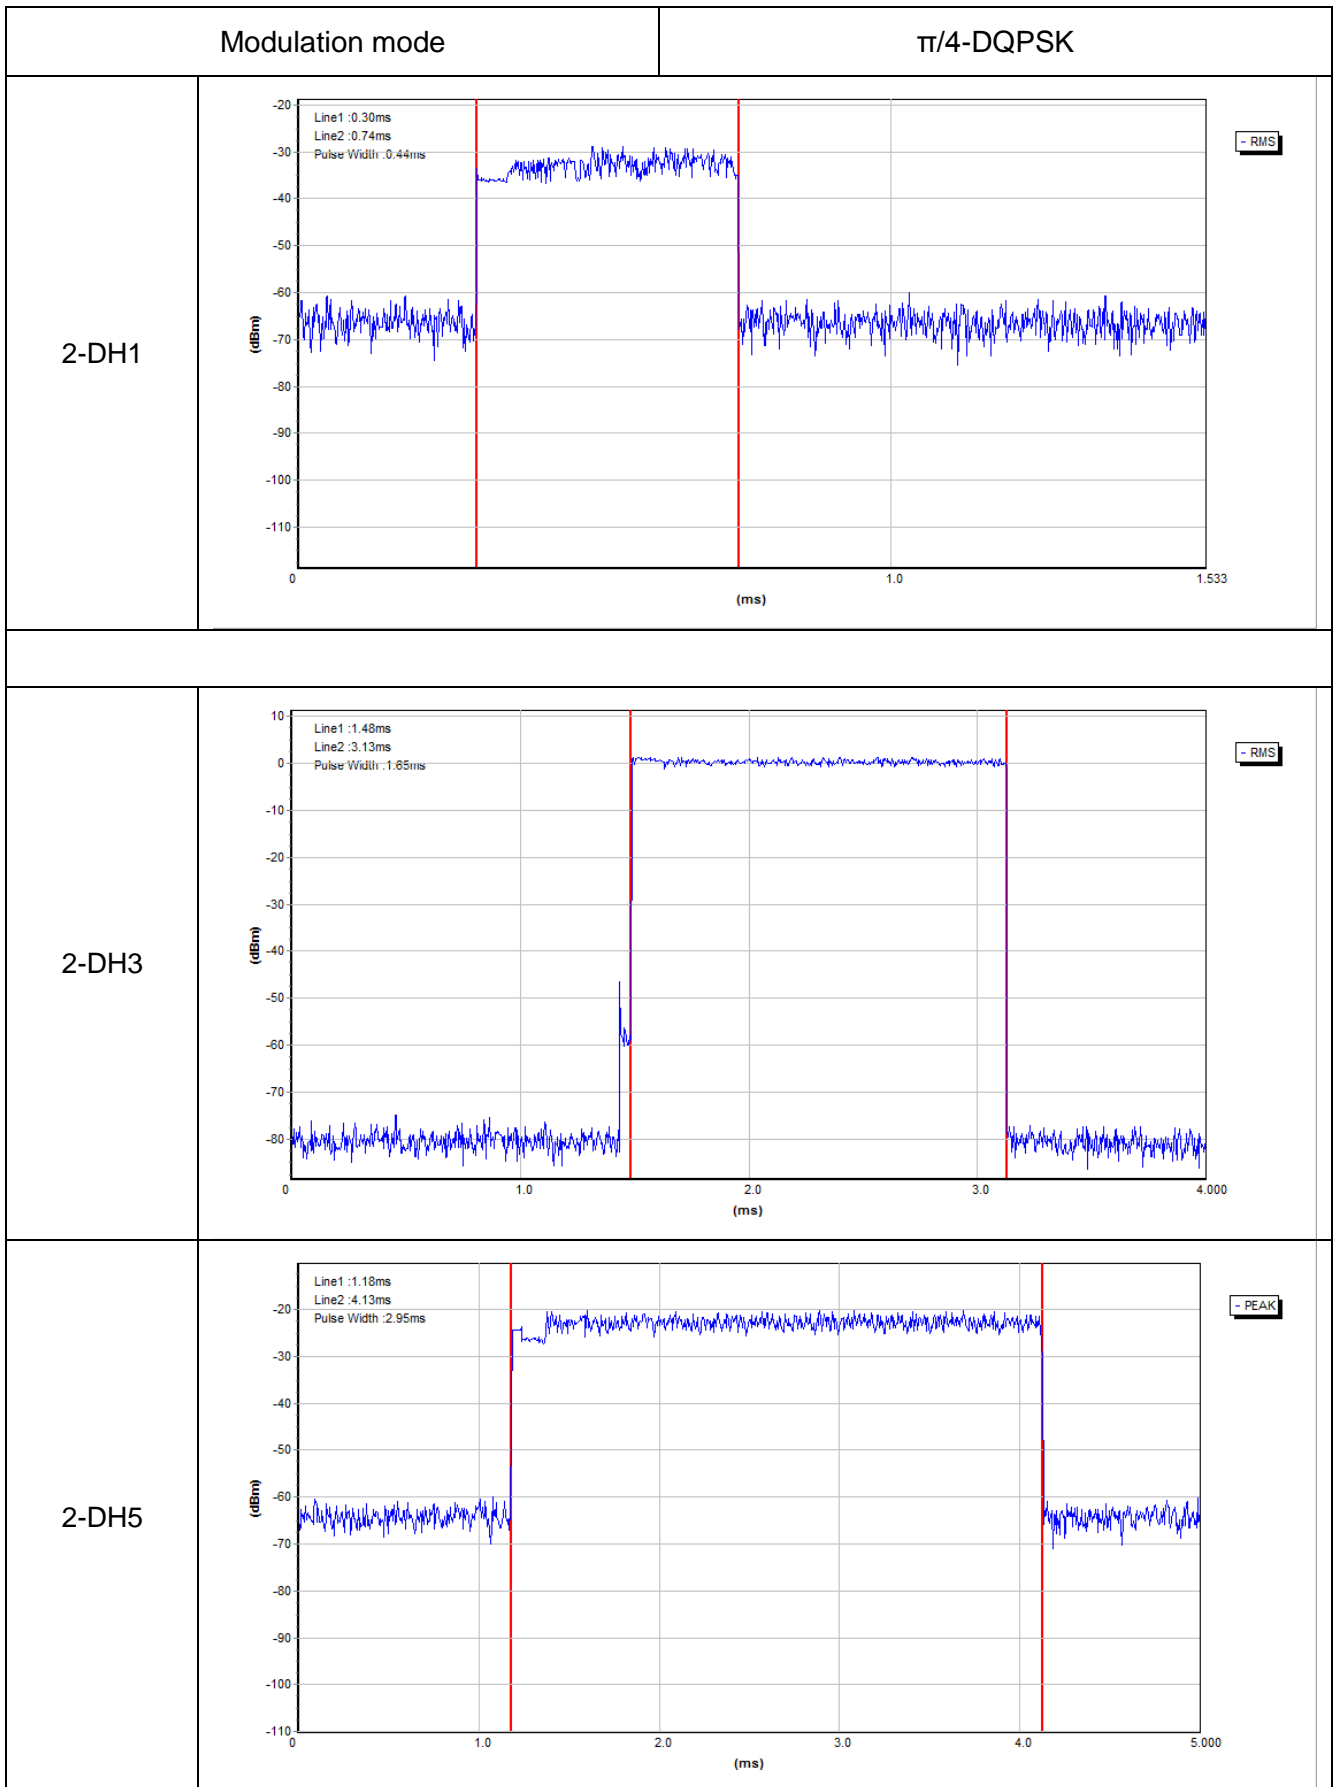 Modulation mode π/4-DQPSK
2-DH1
Line1 :0.30ms
Line2 :0.74ms
Pulse Width :0.44ms
- RMS
-20
-30
-40
-50
-60
-70
-80
-90
-100
-110
(dBm)
0 1.0 1.533
(ms)
2-DH3
Line1 :1.48ms
Line2 :3.13ms
Pulse Width :1.65ms
- RMS
10
0
-10
-20
-30
-40
-50
-60
-70
-80
(dBm)
0 1.0 2.0 3.0 4.000
(ms)
2-DH5
Line1 :1.18ms
Line2 :4.13ms
Pulse Width :2.95ms
- PEAK
-20
-30
-40
-50
-60
-70
-80
-90
-100
-110
(dBm)
0 1.0 2.0 3.0 4.0 5.000
(ms)